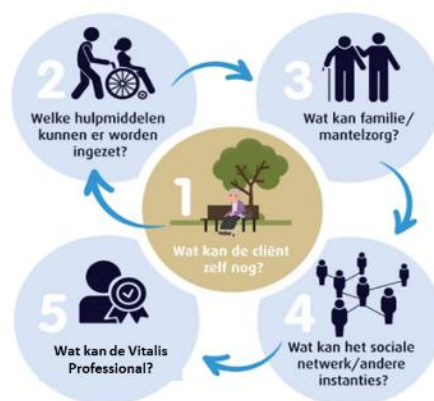 1
Wat kan de cliënt
zelf nog?
2
Welke hulpmiddelen
kunnen er worden
ingezet?
3
Wat kan familie/
mantelzorg?
4
Wat kan het sociale
netwerk/andere
instanties?
5
Wat kan de Vitalis
Professional?